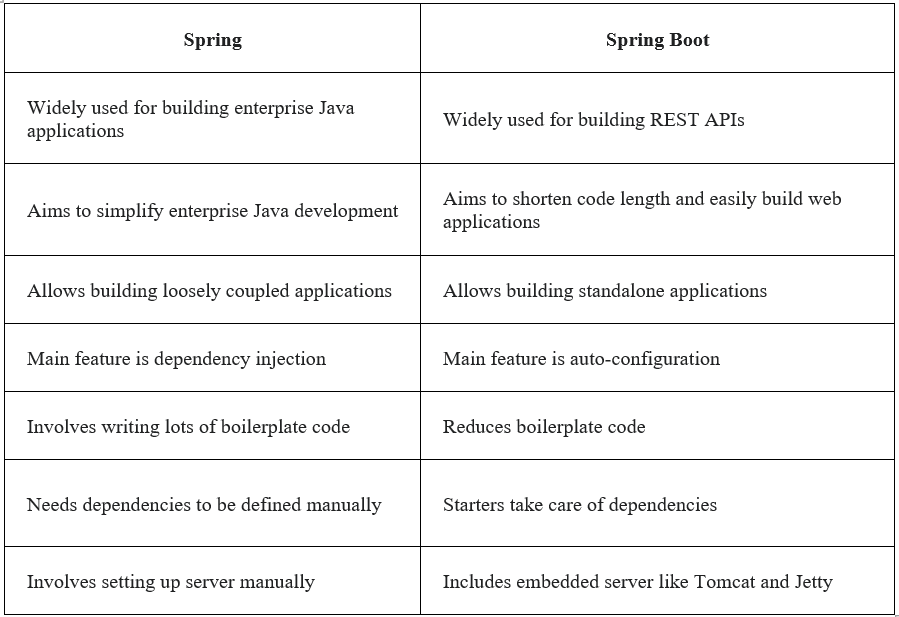 Spring
Spring Boot
Widely used for building enterprise Java
applications
Widely used for building REST APIs
Aims to simplify enterprise Java development
Aims to shorten code length and easily build web
applications
Allows building loosely coupled applications
Allows building standalone applications
Main feature is dependency injection
Main feature is auto-configuration
Involves writing lots of boilerplate code
Reduces boilerplate code
Needs dependencies to be defined manually
Starters take care of dependencies
Involves setting up server manually
Includes embedded server like Tomcat and Jetty